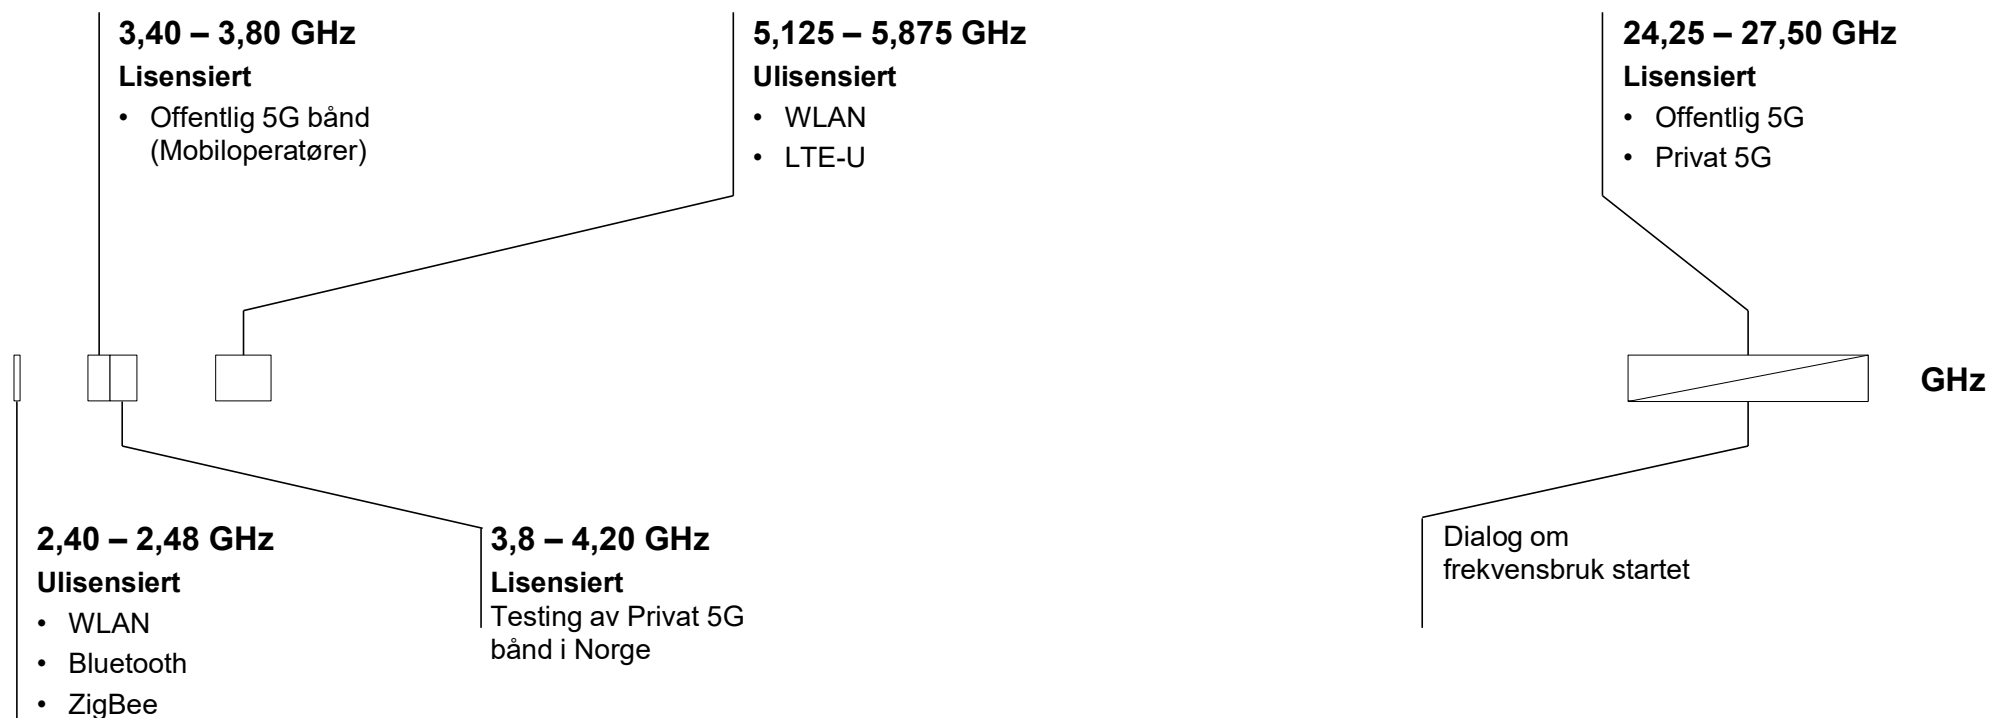 3,40 – 3,80 GHz
Lisensiert
• Offentlig 5G bånd
(Mobiloperatører)
5,125 – 5,875 GHz
Ulisensiert
• WLAN
• LTE-U
24,25 – 27,50 GHz
Lisensiert
• Offentlig 5G
• Privat 5G
GHz
2,40 – 2,48 GHz
Ulisensiert
• WLAN
• Bluetooth
• ZigBee
3,8 – 4,20 GHz
Lisensiert
Testing av Privat 5G
bånd i Norge
Dialog om
frekvensbruk startet